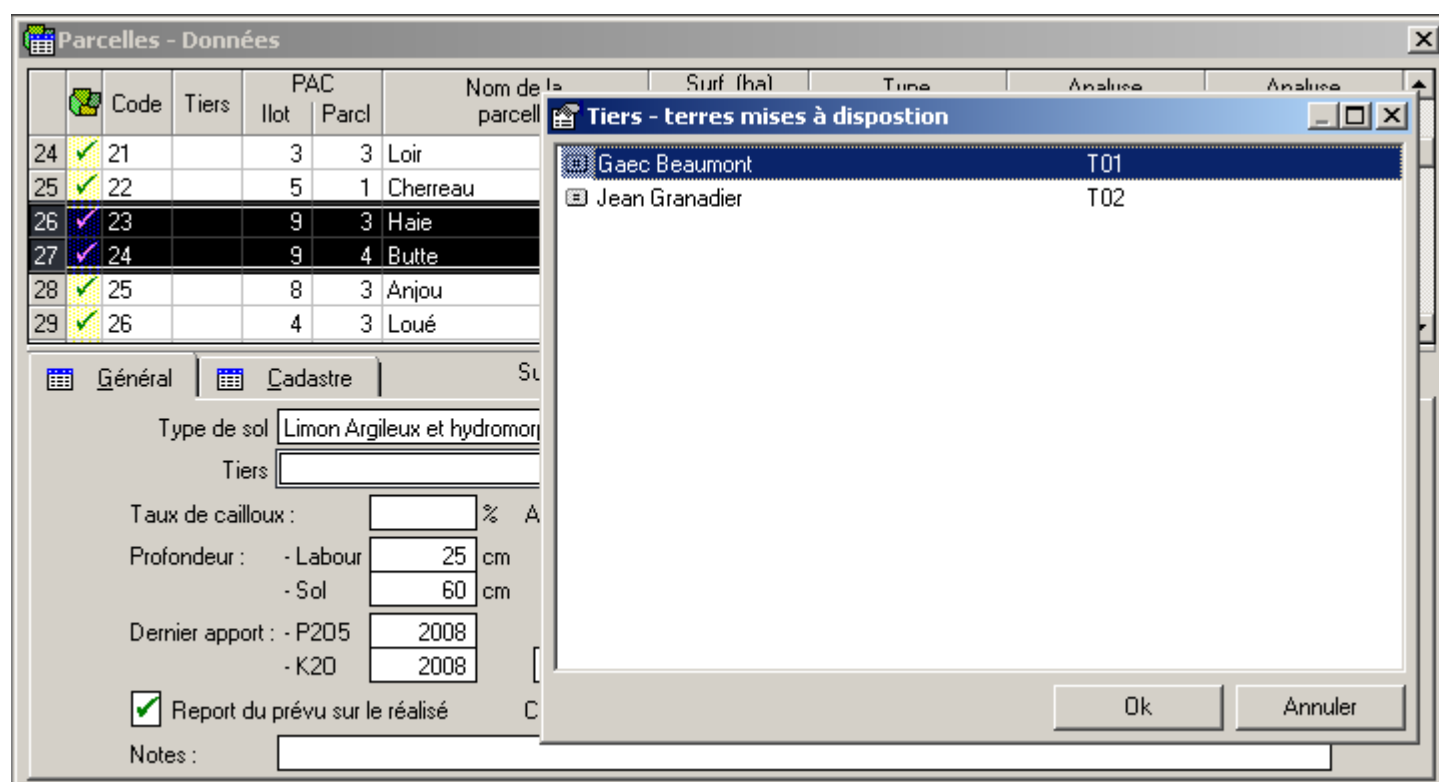 Parcelles - Données
Code Tiers PAC Nom de la Surf. (ha) Type Analyse Analyse
Ilot Parcl parcell
Tiers - terres mises à dispostion
24 21 3 3 Loir
25 22 5 1 Cherreau
26 23 9 3 Haie
27 24 9 4 Butte
28 25 8 3 Anjou
29 26 4 3 Loué
Gaec Beaumont T01
Jean Granadier T02
Général Cadastre Su
Type de sol Limon Argileux et hydromorp
Tiers
Taux de cailloux : % A
Profondeur : - Labour 25 cm
- Sol 60 cm
Dernier apport : - P2O5 2008
- K2O 2008
Report du prévu sur le réalisé C
Notes :
Ok Annuler